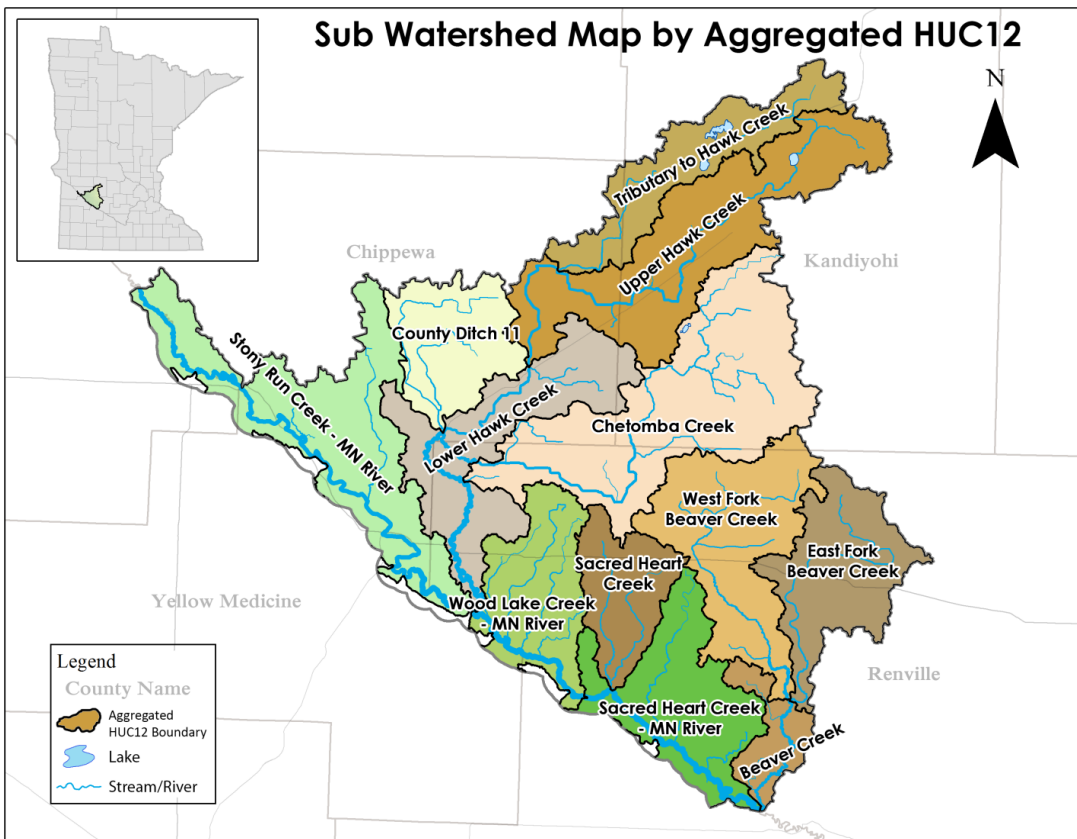 Sub Watershed Map by Aggregated HUC12
N
Tributary to Hawk Creek
Upper Hawk Creek
Chippewa
Kandiyohi
County Ditch 11
Stony Run Creek - MN
River
Lower Hawk Creek
Chetomba Creek
West Fork
Beaver Creek
East Fork
Beaver Creek
Sacred Heart
Creek
Yellow Medicine
Wood Lake Creek
- MN River
Renville
Sacred Heart Creek
- MN River
Beaver Creek
Legend
County Name
Aggregated
HUC12 Boundary
Lake
Stream/River